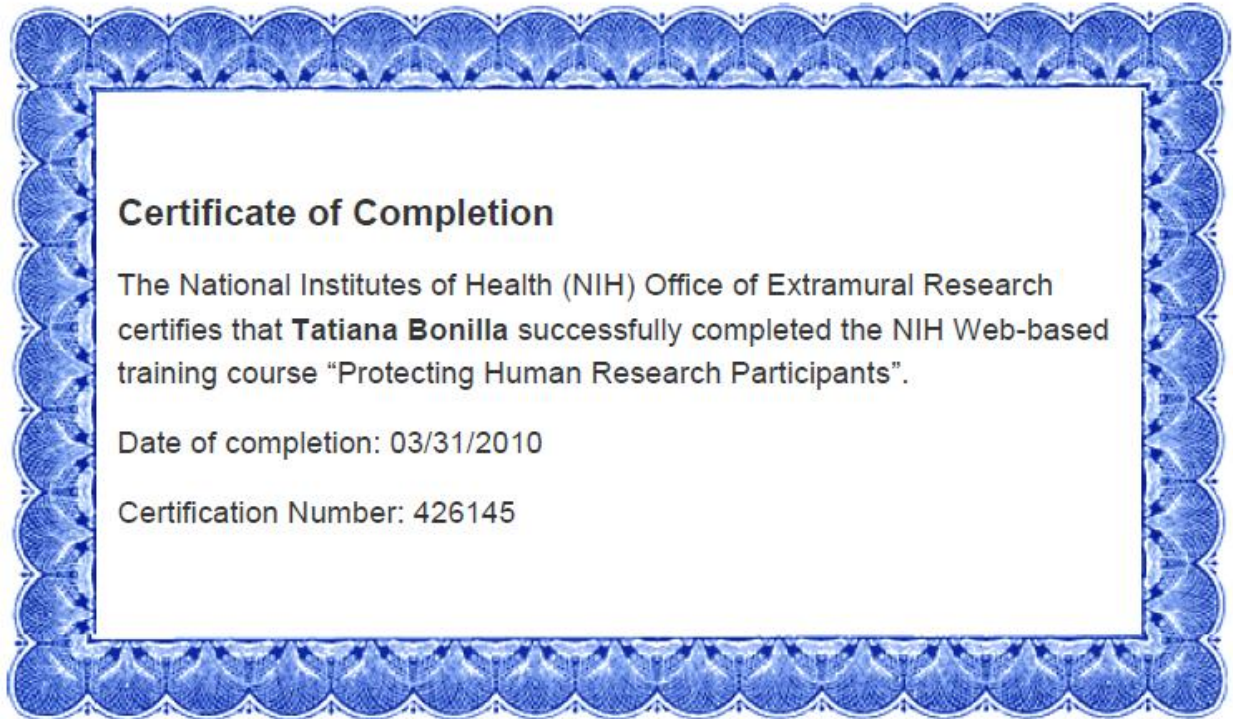 Certificate of Completion
The National Institutes of Health (NIH) Office of Extramural Research
certifies that Tatiana Bonilla successfully completed the NIH Web-based
training course “Protecting Human Research Participants”.
Date of completion: 03/31/2010
Certification Number: 426145